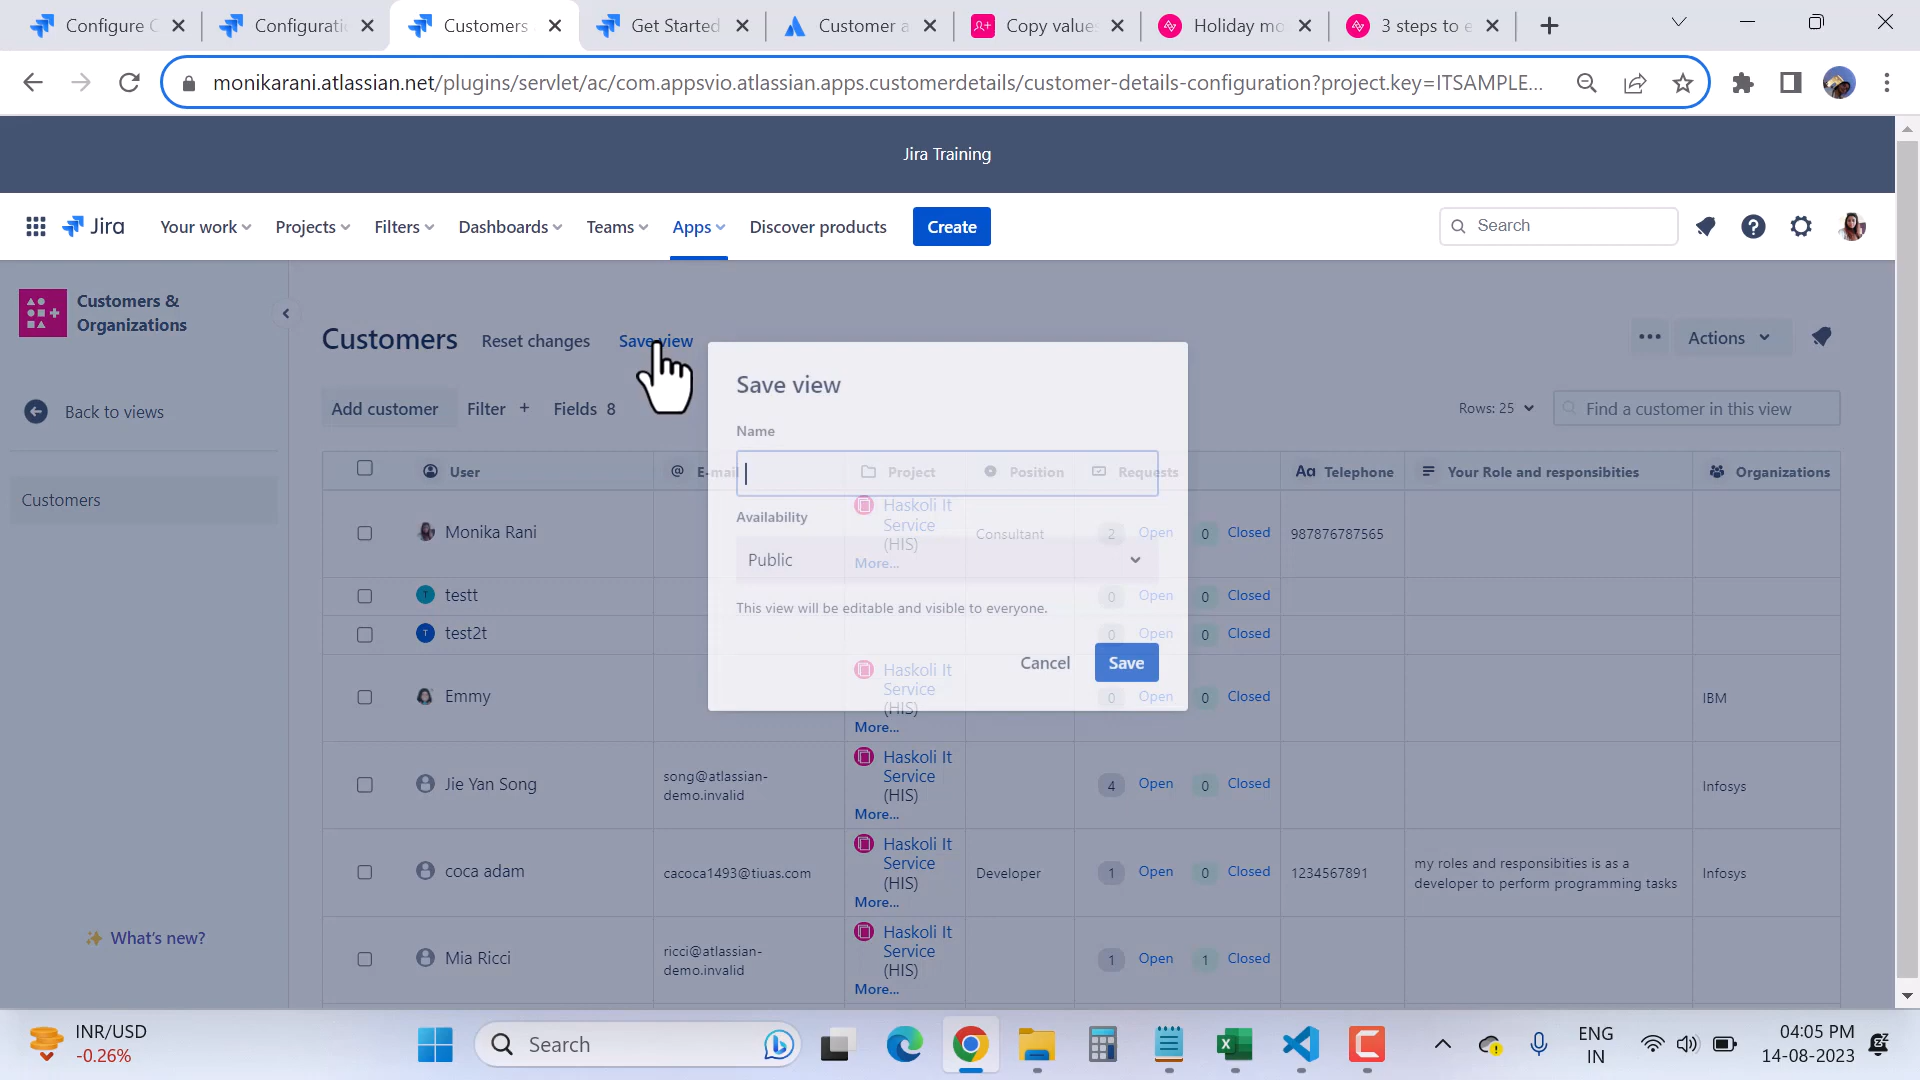 Configure C
Configuratio
Customers
Get Started
Customer a
Copy values
Holiday mo
3 steps to e
monikarani.atlassian.net/plugins/servlet/ac/com.appsvio.atlassian.apps.customerdetails/customer-details-configuration?project.key=ITSAMPLE...
Jira Training
Jira
Your work
Projects
Filters
Dashboards
Teams
Apps
Discover products
Create
Search
Customers &
Organizations
Back to views
Customers
What's new?
Customers
Reset changes
Save view
Actions
Add customer
Filter +
Fields 8
Rows: 25
Find a customer in this view
User
E-mail
Project
Position
Requests
Aa Telephone
Your Role and responsibilities
Organizations
Monika Rani
Haskoli It
Service
(HIS)
More...
Consultant
2 Open 0 Closed
987876787565
T testt
0 Open 0 Closed
T test2t
0 Open 0 Closed
Emmy
Haskoli It
Service
(HIS)
More...
0 Open 0 Closed
IBM
Jie Yan Song
song@atlassian-
demo.invalid
Haskoli It
Service
(HIS)
More...
4 Open 0 Closed
Infosys
coca adam
cacoca1493@tiuas.com
Haskoli It
Service
(HIS)
More...
Developer
1 Open 0 Closed
1234567891
my roles and responsibities is as a
developer to perform programming tasks
Infosys
Mia Ricci
ricci@atlassian-
demo.invalid
Haskoli It
Service
(HIS)
More...
1 Open 1 Closed
Save view
Name
Availability
Public
This view will be editable and visible to everyone.
Cancel
Save
INR/USD
-0.26%
Search
ENG
IN
04:05 PM
14-08-2023